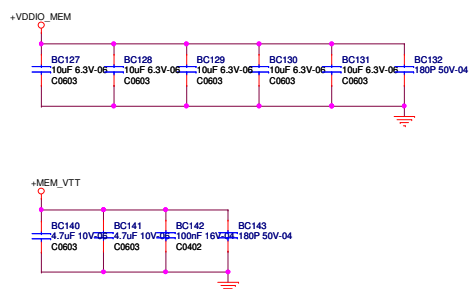 +VDDIO_MEM
BC127 BC128 BC129 BC130 BC131 BC132
10uF 6.3V-06 10uF 6.3V-06 10uF 6.3V-06 10uF 6.3V-06 10uF 6.3V-06 180P 50V-04
C0603 C0603 C0603 C0603 C0603
+MEM_VTT
BC140 BC141 BC142 BC143
4.7uF 10V-06 4.7uF 10V-06 100nF 16V-04 180P 50V-04
C0603 C0603 C0402